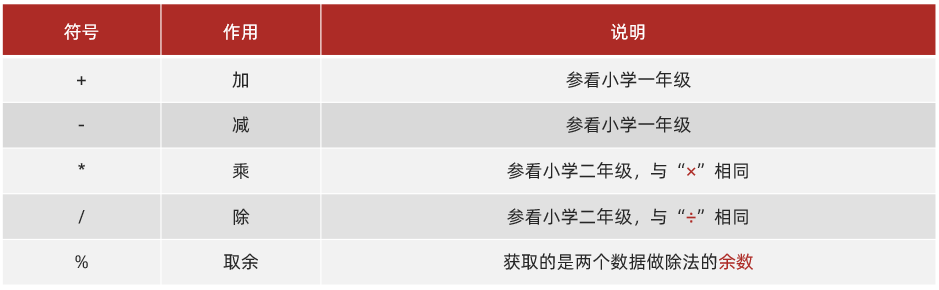 符号 作用 说明
+ 加 参看小学一年级
- 减 参看小学一年级
* 乘 参看小学二年级，与“×”相同
/ 除 参看小学二年级，与“÷”相同
% 取余 获取的是两个数据做除法的余数